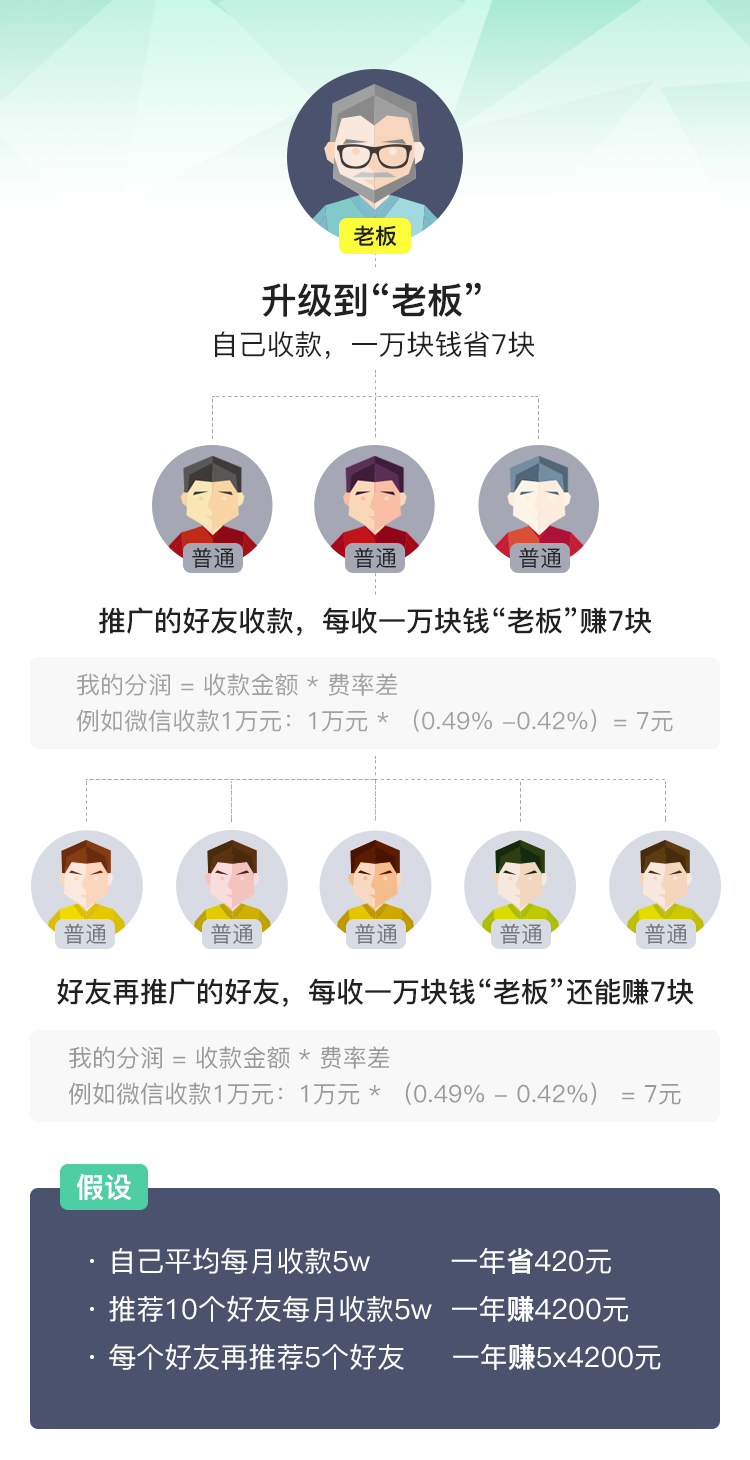 老板
升级到“老板”
自己收款，一万块钱省7块
普通 普通 普通
推广的好友收款，每收一万块钱“老板”赚7块
我的分润 = 收款金额 * 费率差
例如微信收款1万元：1万元 * （0.49% –0.42%）= 7元
普通 普通 普通 普通 普通
好友再推广的好友，每收一万块钱“老板”还能赚7块
我的分润 = 收款金额 * 费率差
例如微信收款1万元：1万元 * （0.49% – 0.42%） = 7元
假设
· 自己平均每月收款5w 一年省420元
· 推荐10个好友每月收款5w 一年赚4200元
· 每个好友再推荐5个好友 一年赚5x4200元